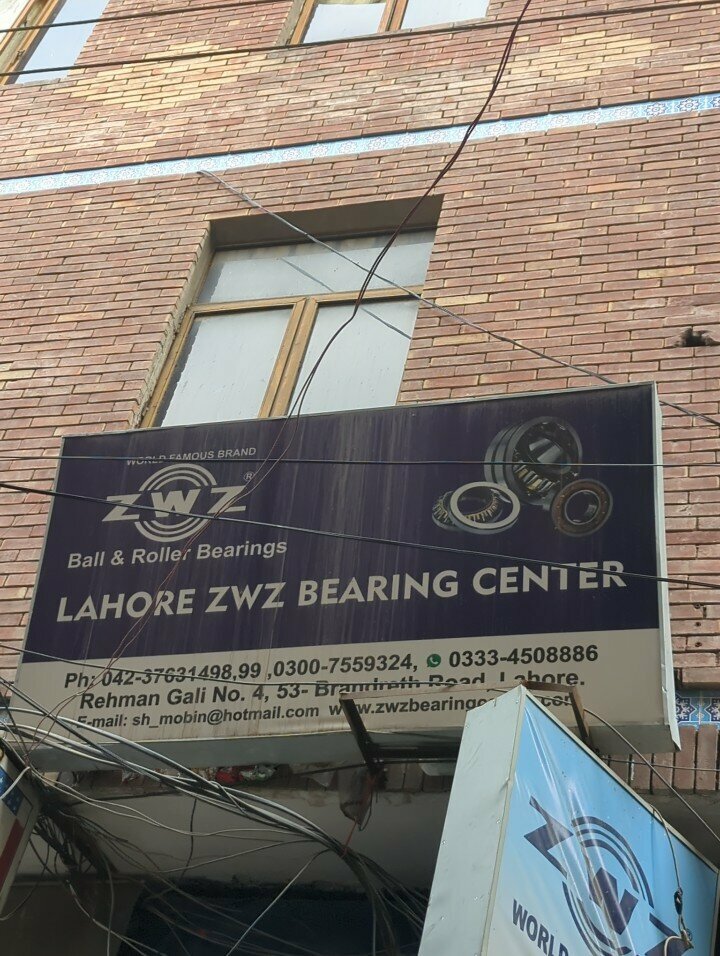 WORLD FAMOUS BRAND
ZWZ®
Ball & Roller Bearings
LAHORE ZWZ BEARING CENTER
Ph: 042-37631498,99 ,0300-7559324, 0333-4508886
Rehman Gali No. 4, 53- Brandreth Road, Lahore.
E-mail: sh_mobin@hotmail.com
ZWZ
WORLD